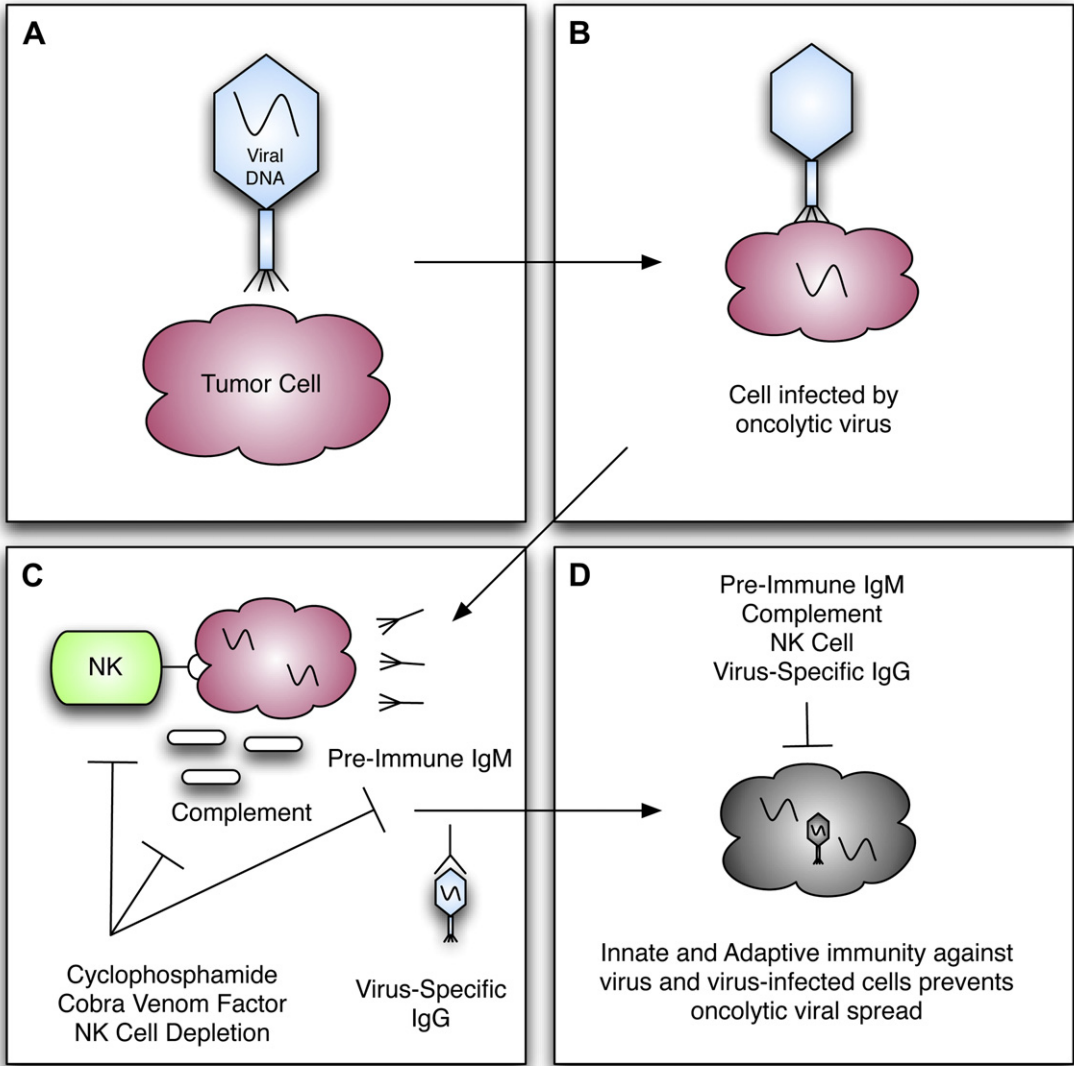 A
Viral
DNA
Tumor Cell
B
Cell infected by
oncolytic virus
C
NK
Pre-Immune IgM
Complement
Cyclophosphamide
Cobra Venom Factor
NK Cell Depletion
Virus-Specific
IgG
D
Pre-Immune IgM
Complement
NK Cell
Virus-Specific IgG
Innate and Adaptive immunity against
virus and virus-infected cells prevents
oncolytic viral spread